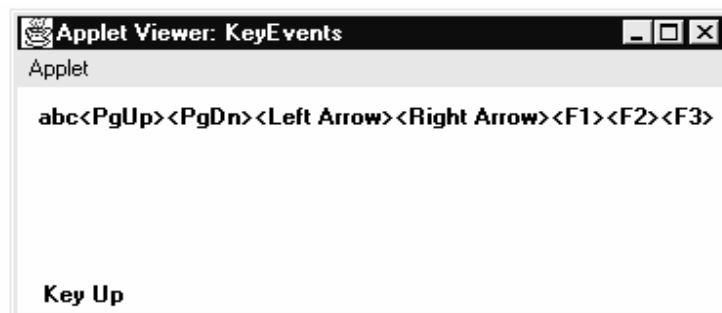 Applet Viewer: KeyEvents
Applet
abc<PgUp><PgDn><Left Arrow><Right Arrow><F1><F2><F3>
Key Up